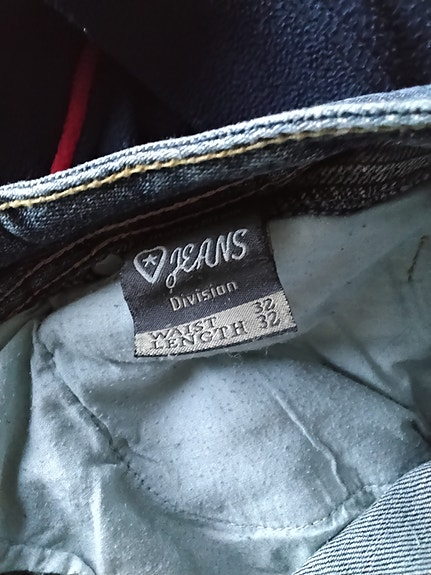 JEANS
Division
WAIST 32
LENGTH 32